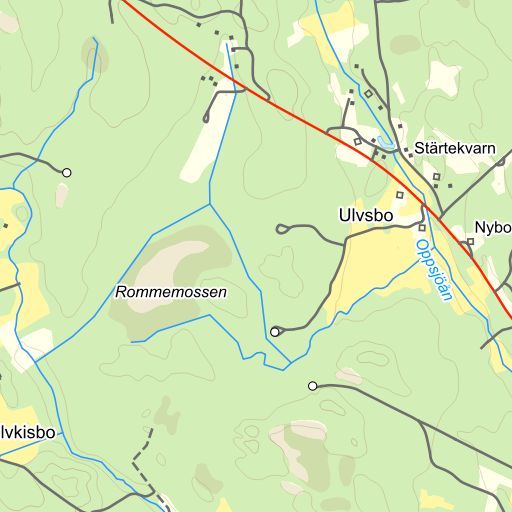 Stärtekvarn
Ulvsbo
Nybo
Oppsjöån
Rommemossen
lvkisbo